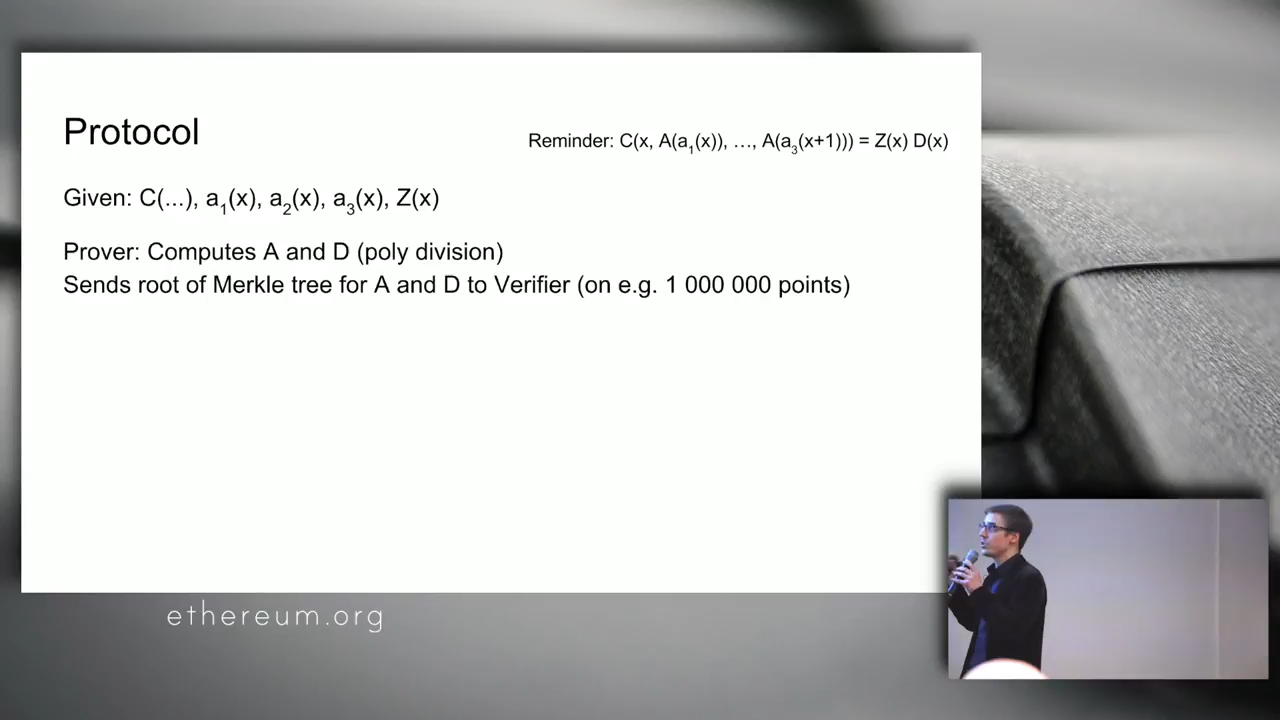 Protocol
Reminder: C(x, A(a₁(x)), …, A(a₃(x+1))) = Z(x) D(x)
Given: C(...), a₁(x), a₂(x), a₃(x), Z(x)
Prover: Computes A and D (poly division)
Sends root of Merkle tree for A and D to Verifier (on e.g. 1 000 000 points)
ethereum.org